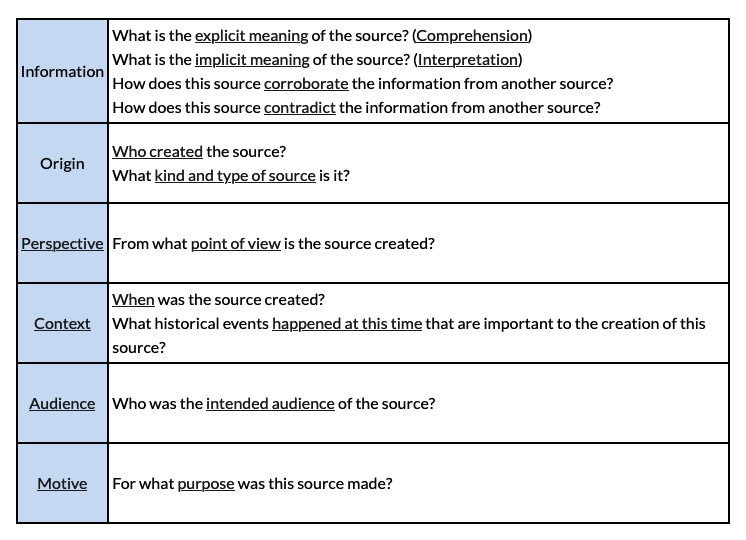 Information
What is the explicit meaning of the source? (Comprehension)
What is the implicit meaning of the source? (Interpretation)
How does this source corroborate the information from another source?
How does this source contradict the information from another source?
Origin
Who created the source?
What kind and type of source is it?
Perspective
From what point of view is the source created?
Context
When was the source created?
What historical events happened at this time that are important to the creation of this
source?
Audience
Who was the intended audience of the source?
Motive
For what purpose was this source made?